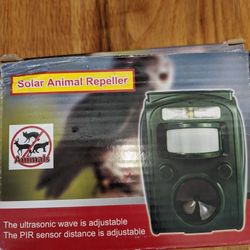 Solar Animal Repeller
Animals
The ultrasonic wave is adjustable
The PIR sensor distance is adjustable